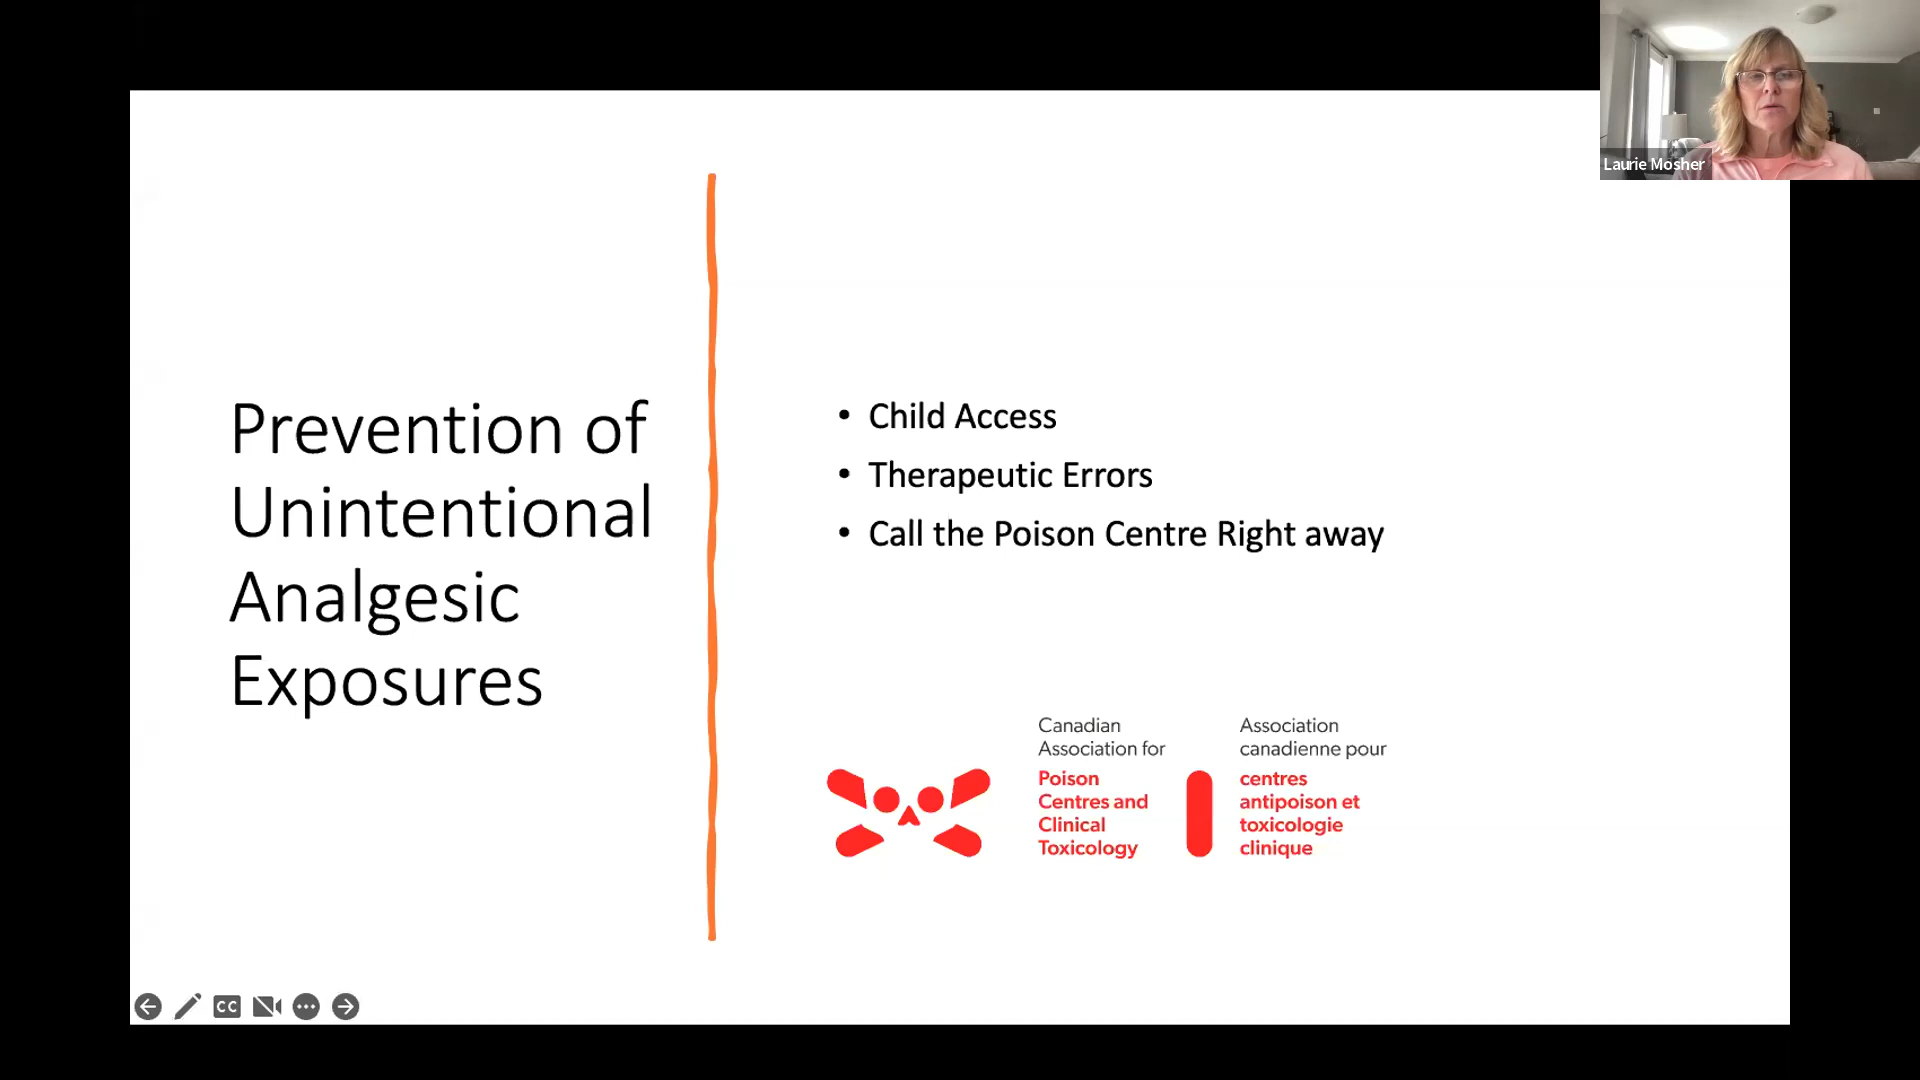 Laurie Mosher
Prevention of
Unintentional
Analgesic
Exposures
• Child Access
• Therapeutic Errors
• Call the Poison Centre Right away
Canadian
Association for
Poison
Centres and
Clinical
Toxicology
Association
canadienne pour
centres
antipoison et
toxicologie
clinique
CC